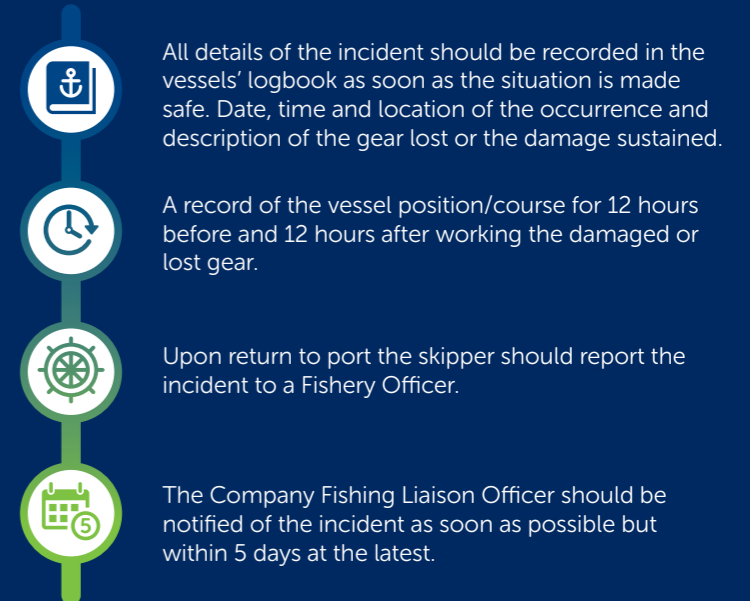 All details of the incident should be recorded in the
vessels’ logbook as soon as the situation is made
safe. Date, time and location of the occurrence and
description of the gear lost or the damage sustained.
A record of the vessel position/course for 12 hours
before and 12 hours after working the damaged or
lost gear.
Upon return to port the skipper should report the
incident to a Fishery Officer.
5
The Company Fishing Liaison Officer should be
notified of the incident as soon as possible but
within 5 days at the latest.